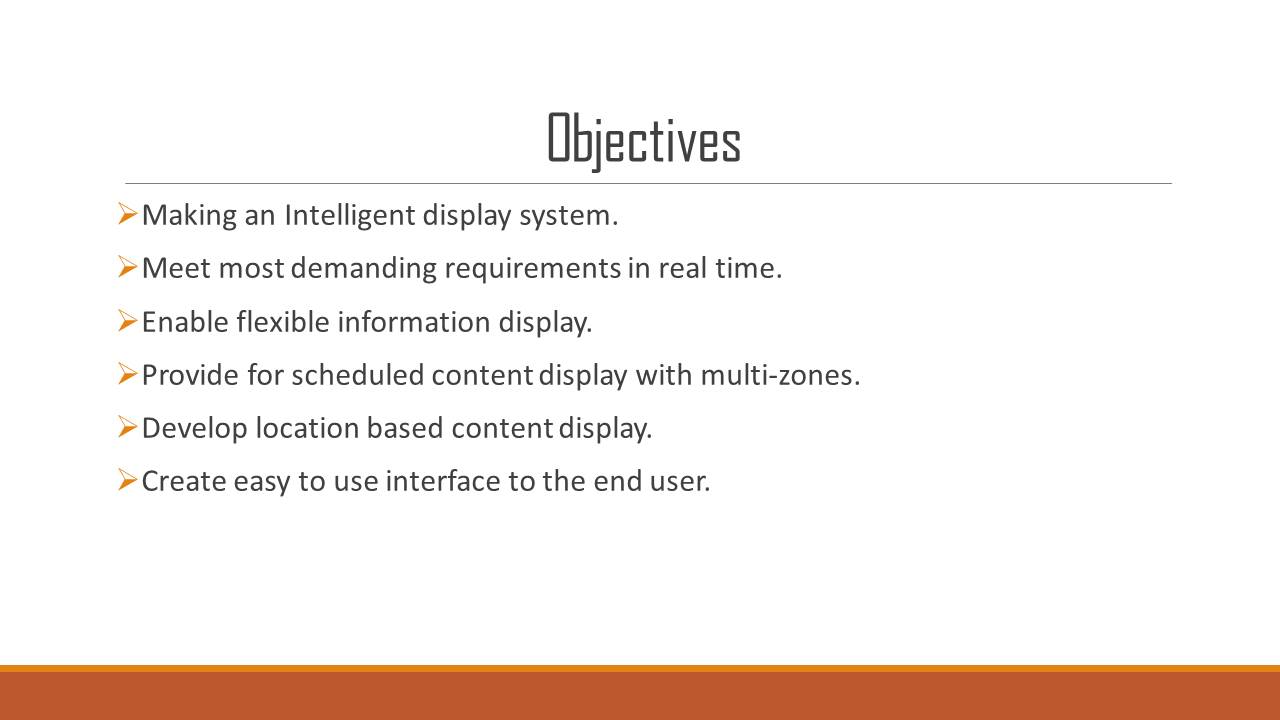 Objectives
Making an Intelligent display system.
Meet most demanding requirements in real time.
Enable flexible information display.
Provide for scheduled content display with multi-zones.
Develop location based content display.
Create easy to use interface to the end user.